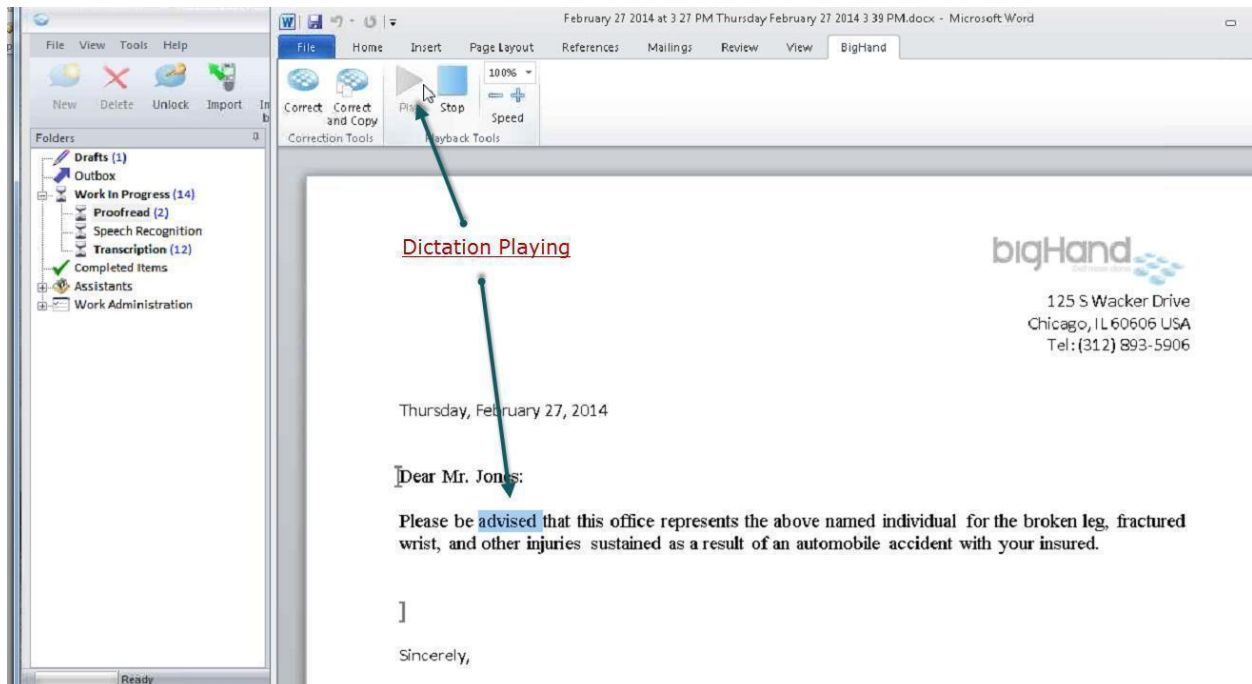 February 27 2014 at 3 27 PM Thursday February 27 2014 3 39 PM.docx - Microsoft Word
File View Tools Help
File Home Insert Page Layout References Mailings Review View BigHand
New Delete Unlock Import
Correct Correct and Copy Stop
100%
Speed
Correction Tools Playback Tools
Folders
Drafts (1)
Outbox
Work In Progress (14)
Proofread (2)
Speech Recognition
Transcription (12)
Completed Items
Assistants
Work Administration
Dictation Playing
bigHand
125 S Wacker Drive
Chicago, IL 60606 USA
Tel: (312) 893-5906
Thursday, February 27, 2014
Dear Mr. Jones:
Please be advised that this office represents the above named individual for the broken leg, fractured
wrist, and other injuries sustained as a result of an automobile accident with your insured.
]
Sincerely,
Ready